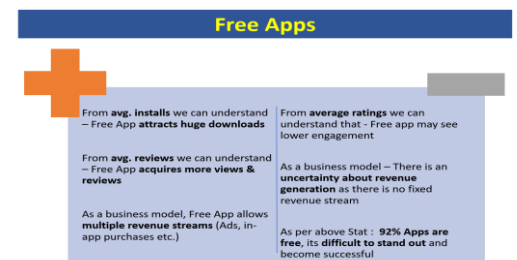 Free Apps
From avg. installs we can understand
– Free App attracts huge downloads
From avg. reviews we can understand
– Free App acquires more views &
reviews
As a business model, Free App allows
multiple revenue streams (Ads, in-
app purchases etc.)
From average ratings we can
understand that - Free app may see
lower engagement
As a business model – There is an
uncertainty about revenue
generation as there is no fixed
revenue stream
As per above Stat : 92% Apps are
free, its difficult to stand out and
become successful